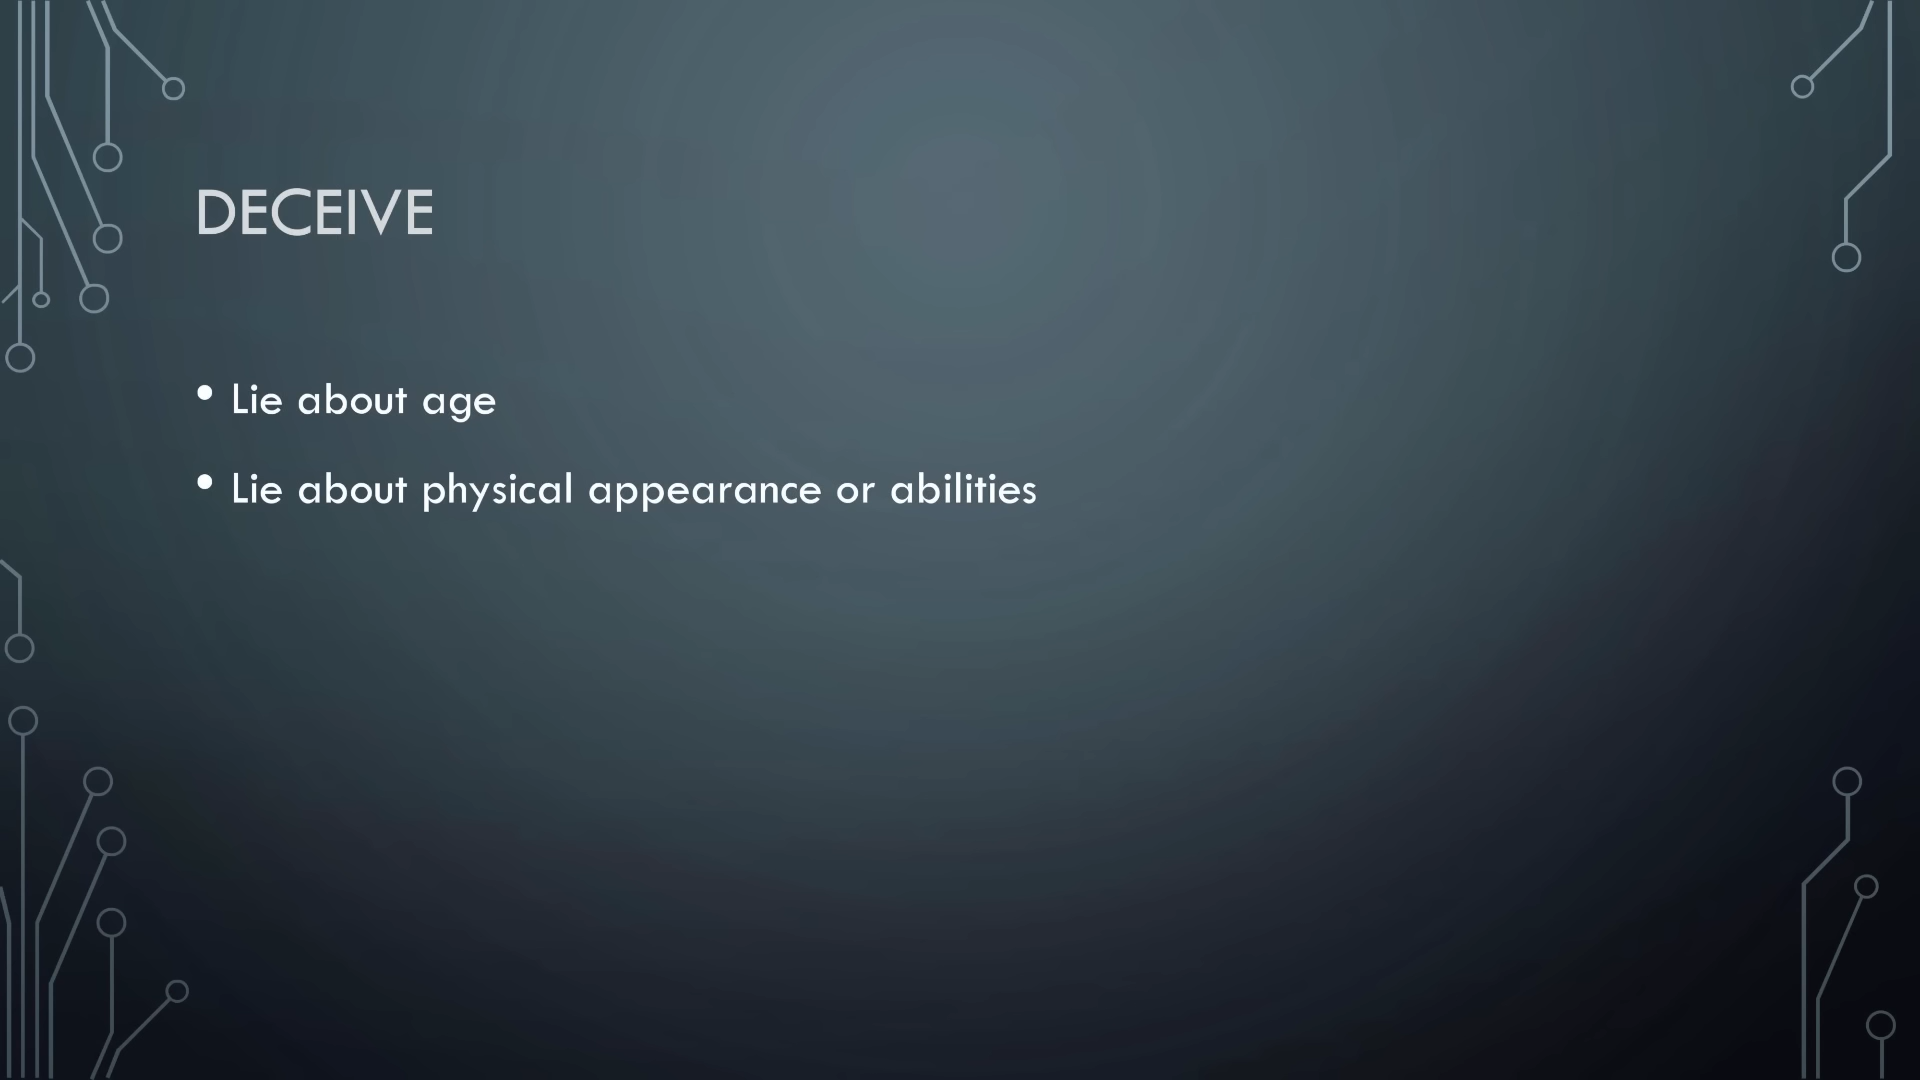 DECEIVE
• Lie about age
• Lie about physical appearance or abilities